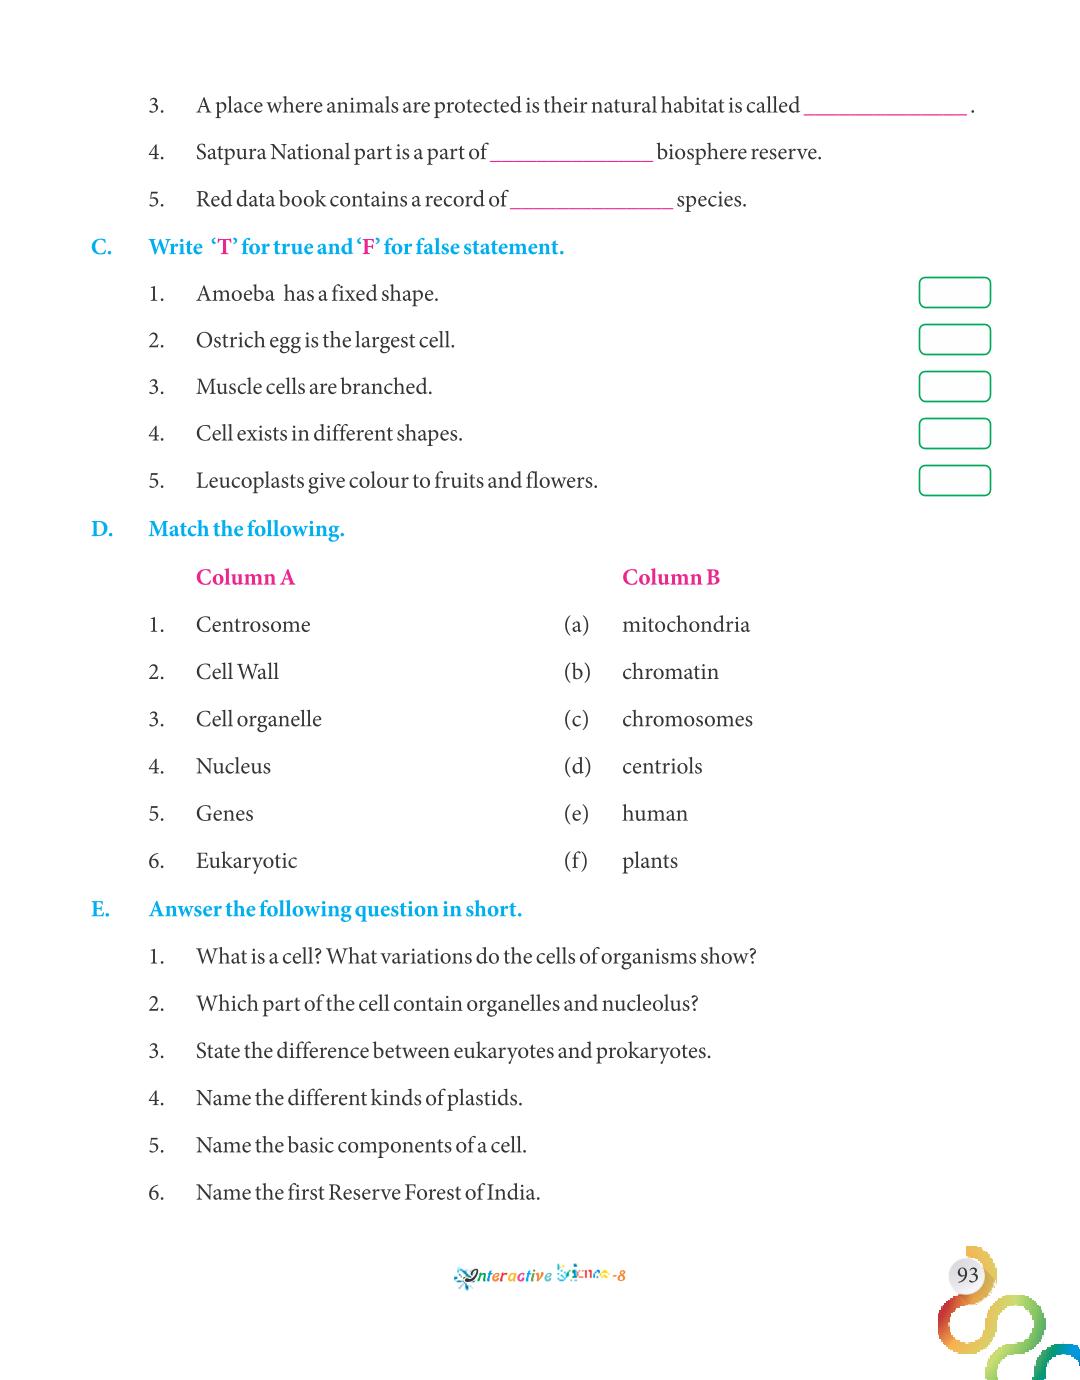 3. A place where animals are protected is their natural habitat is called ______________ .
4. Satpura National part is a part of ______________ biosphere reserve.
5. Red data book contains a record of ______________ species.
C. Write ‘T’ for true and ‘F’ for false statement.
1. Amoeba has a fixed shape.
2. Ostrich egg is the largest cell.
3. Muscle cells are branched.
4. Cell exists in different shapes.
5. Leucoplasts give colour to fruits and flowers.
D. Match the following.
Column A Column B
1. Centrosome (a) mitochondria
2. Cell Wall (b) chromatin
3. Cell organelle (c) chromosomes
4. Nucleus (d) centriols
5. Genes (e) human
6. Eukaryotic (f) plants
E. Anwser the following question in short.
1. What is a cell? What variations do the cells of organisms show?
2. Which part of the cell contain organelles and nucleolus?
3. State the difference between eukaryotes and prokaryotes.
4. Name the different kinds of plastids.
5. Name the basic components of a cell.
6. Name the first Reserve Forest of India.
Interactive Science-8
93